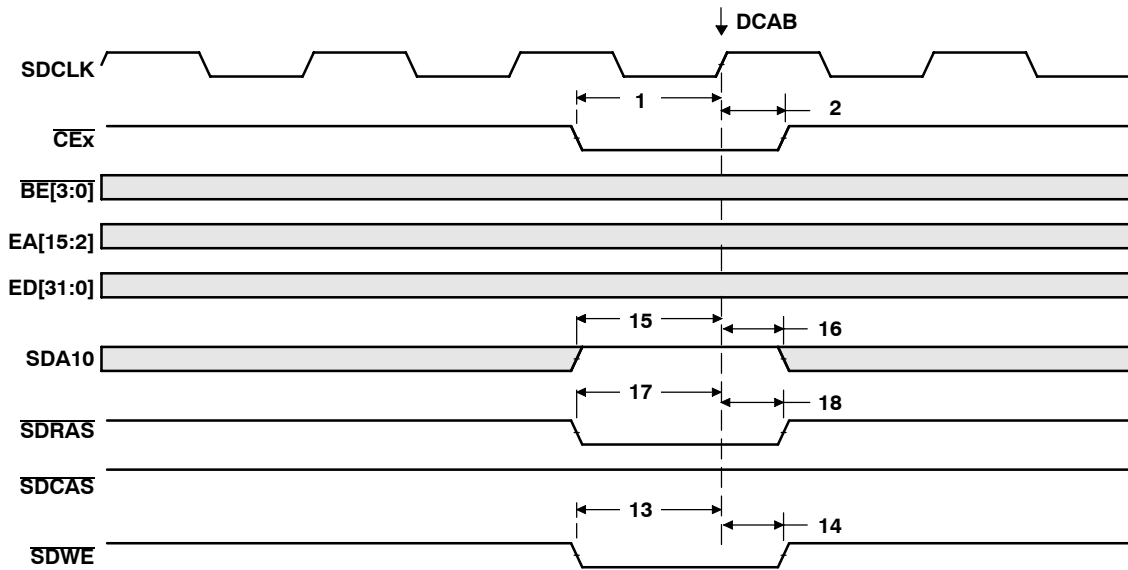 DCAB
SDCLK
1 2
CEx
BE[3:0]
EA[15:2]
ED[31:0]
15 16
SDA10
17 18
SDRAS
SDCAS
13 14
SDWE